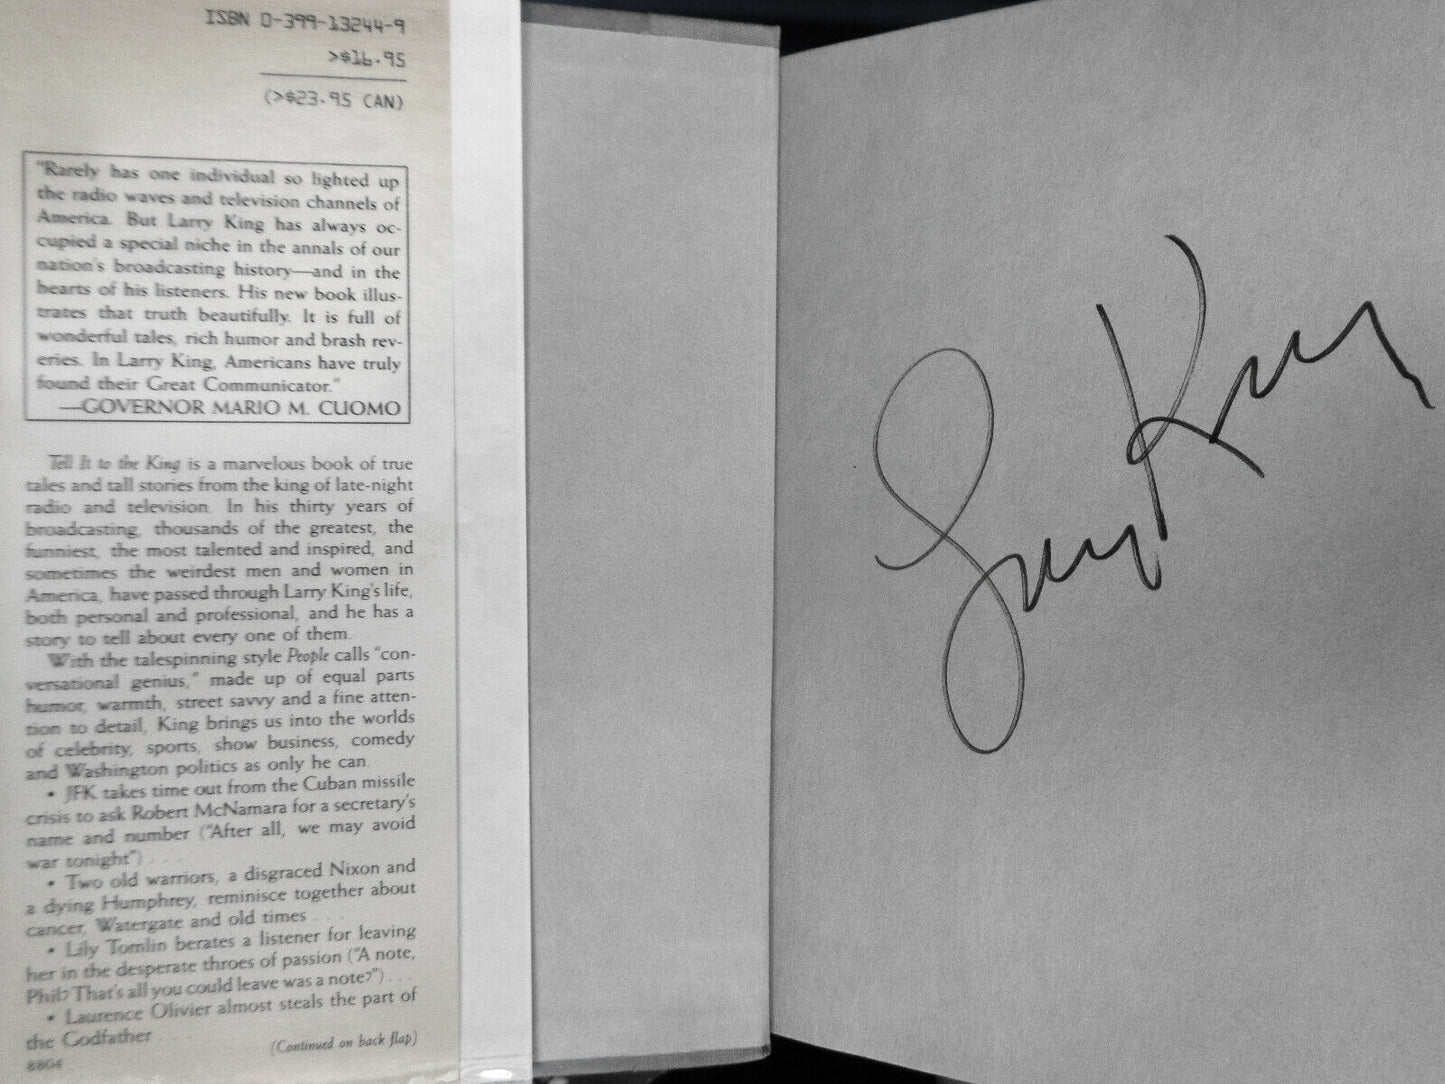 ISBN 0-399-13244-9
>$16.95
(>$23.95 CAN)
"Rarely has one individual so lighted up
the radio waves and television channels of
America. But Larry King has always oc-
cupied a special niche in the annals of our
nation's broadcasting history—and in the
hearts of his listeners. His new book illus-
trates that truth beautifully. It is full of
wonderful tales, rich humor and brash rev-
eries. In Larry King, Americans have truly
found their Great Communicator."
—GOVERNOR MARIO M. CUOMO
Tell It to the King is a marvelous book of true
tales and tall stories from the king of late-night
radio and television. In his thirty years of
broadcasting, thousands of the greatest, the
funniest, the most talented and inspired, and
sometimes the weirdest men and women in
America, have passed through Larry King's life,
both personal and professional, and he has a
story to tell about every one of them.
With the talespinning style People calls "con-
versational genius," made up of equal parts
humor, warmth, street savvy and a fine atten-
tion to detail, King brings us into the worlds
of celebrity, sports, show business, comedy
and Washington politics as only he can.
• JFK takes time out from the Cuban missile
crisis to ask Robert McNamara for a secretary's
name and number ("After all, we may avoid
war tonight") . . .
• Two old warriors, a disgraced Nixon and
a dying Humphrey, reminisce together about
cancer, Watergate and old times . . .
• Lily Tomlin berates a listener for leaving
her in the desperate throes of passion ("A note,
Phil? That's all you could leave was a note?") . . .
• Laurence Olivier almost steals the part of
the Godfather . . .
(Continued on back flap)
8804
Larry King